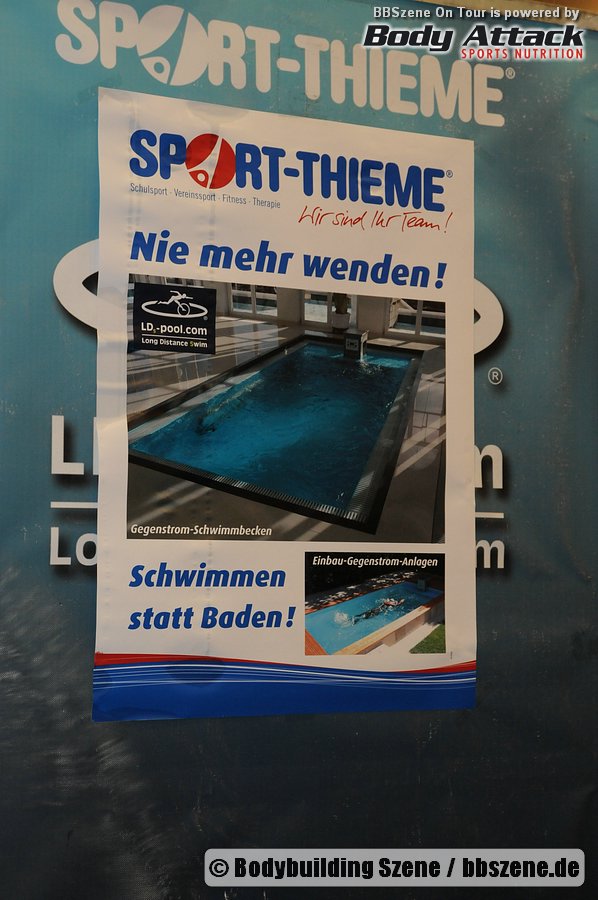 BBSzene On Tour is powered by
Body Attack
SPORTS NUTRITION
SPORT-THIEME®
SPORT-THIEME®
Schulsport · Vereinssport · Fitness · Therapie
Wir sind Ihr Team!
Nie mehr wenden!
LDS-pool.com
Long Distance Swim
®
Gegenstrom-Schwimmbecken
Einbau-Gegenstrom-Anlagen
Schwimmen
statt Baden!
© Bodybuilding Szene / bbszene.de